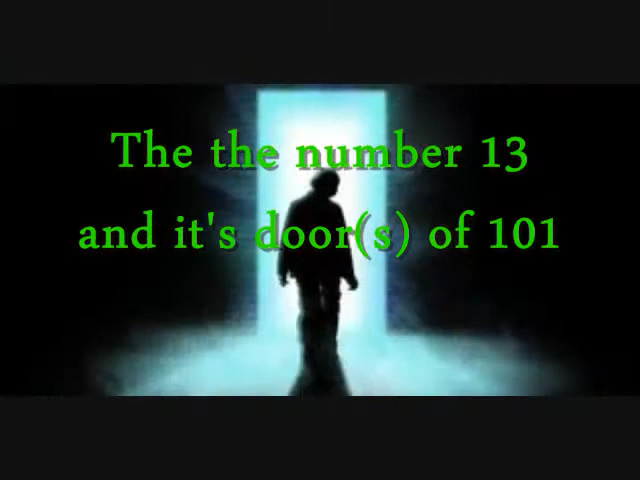 The the number 13
and it's door(s) of 101